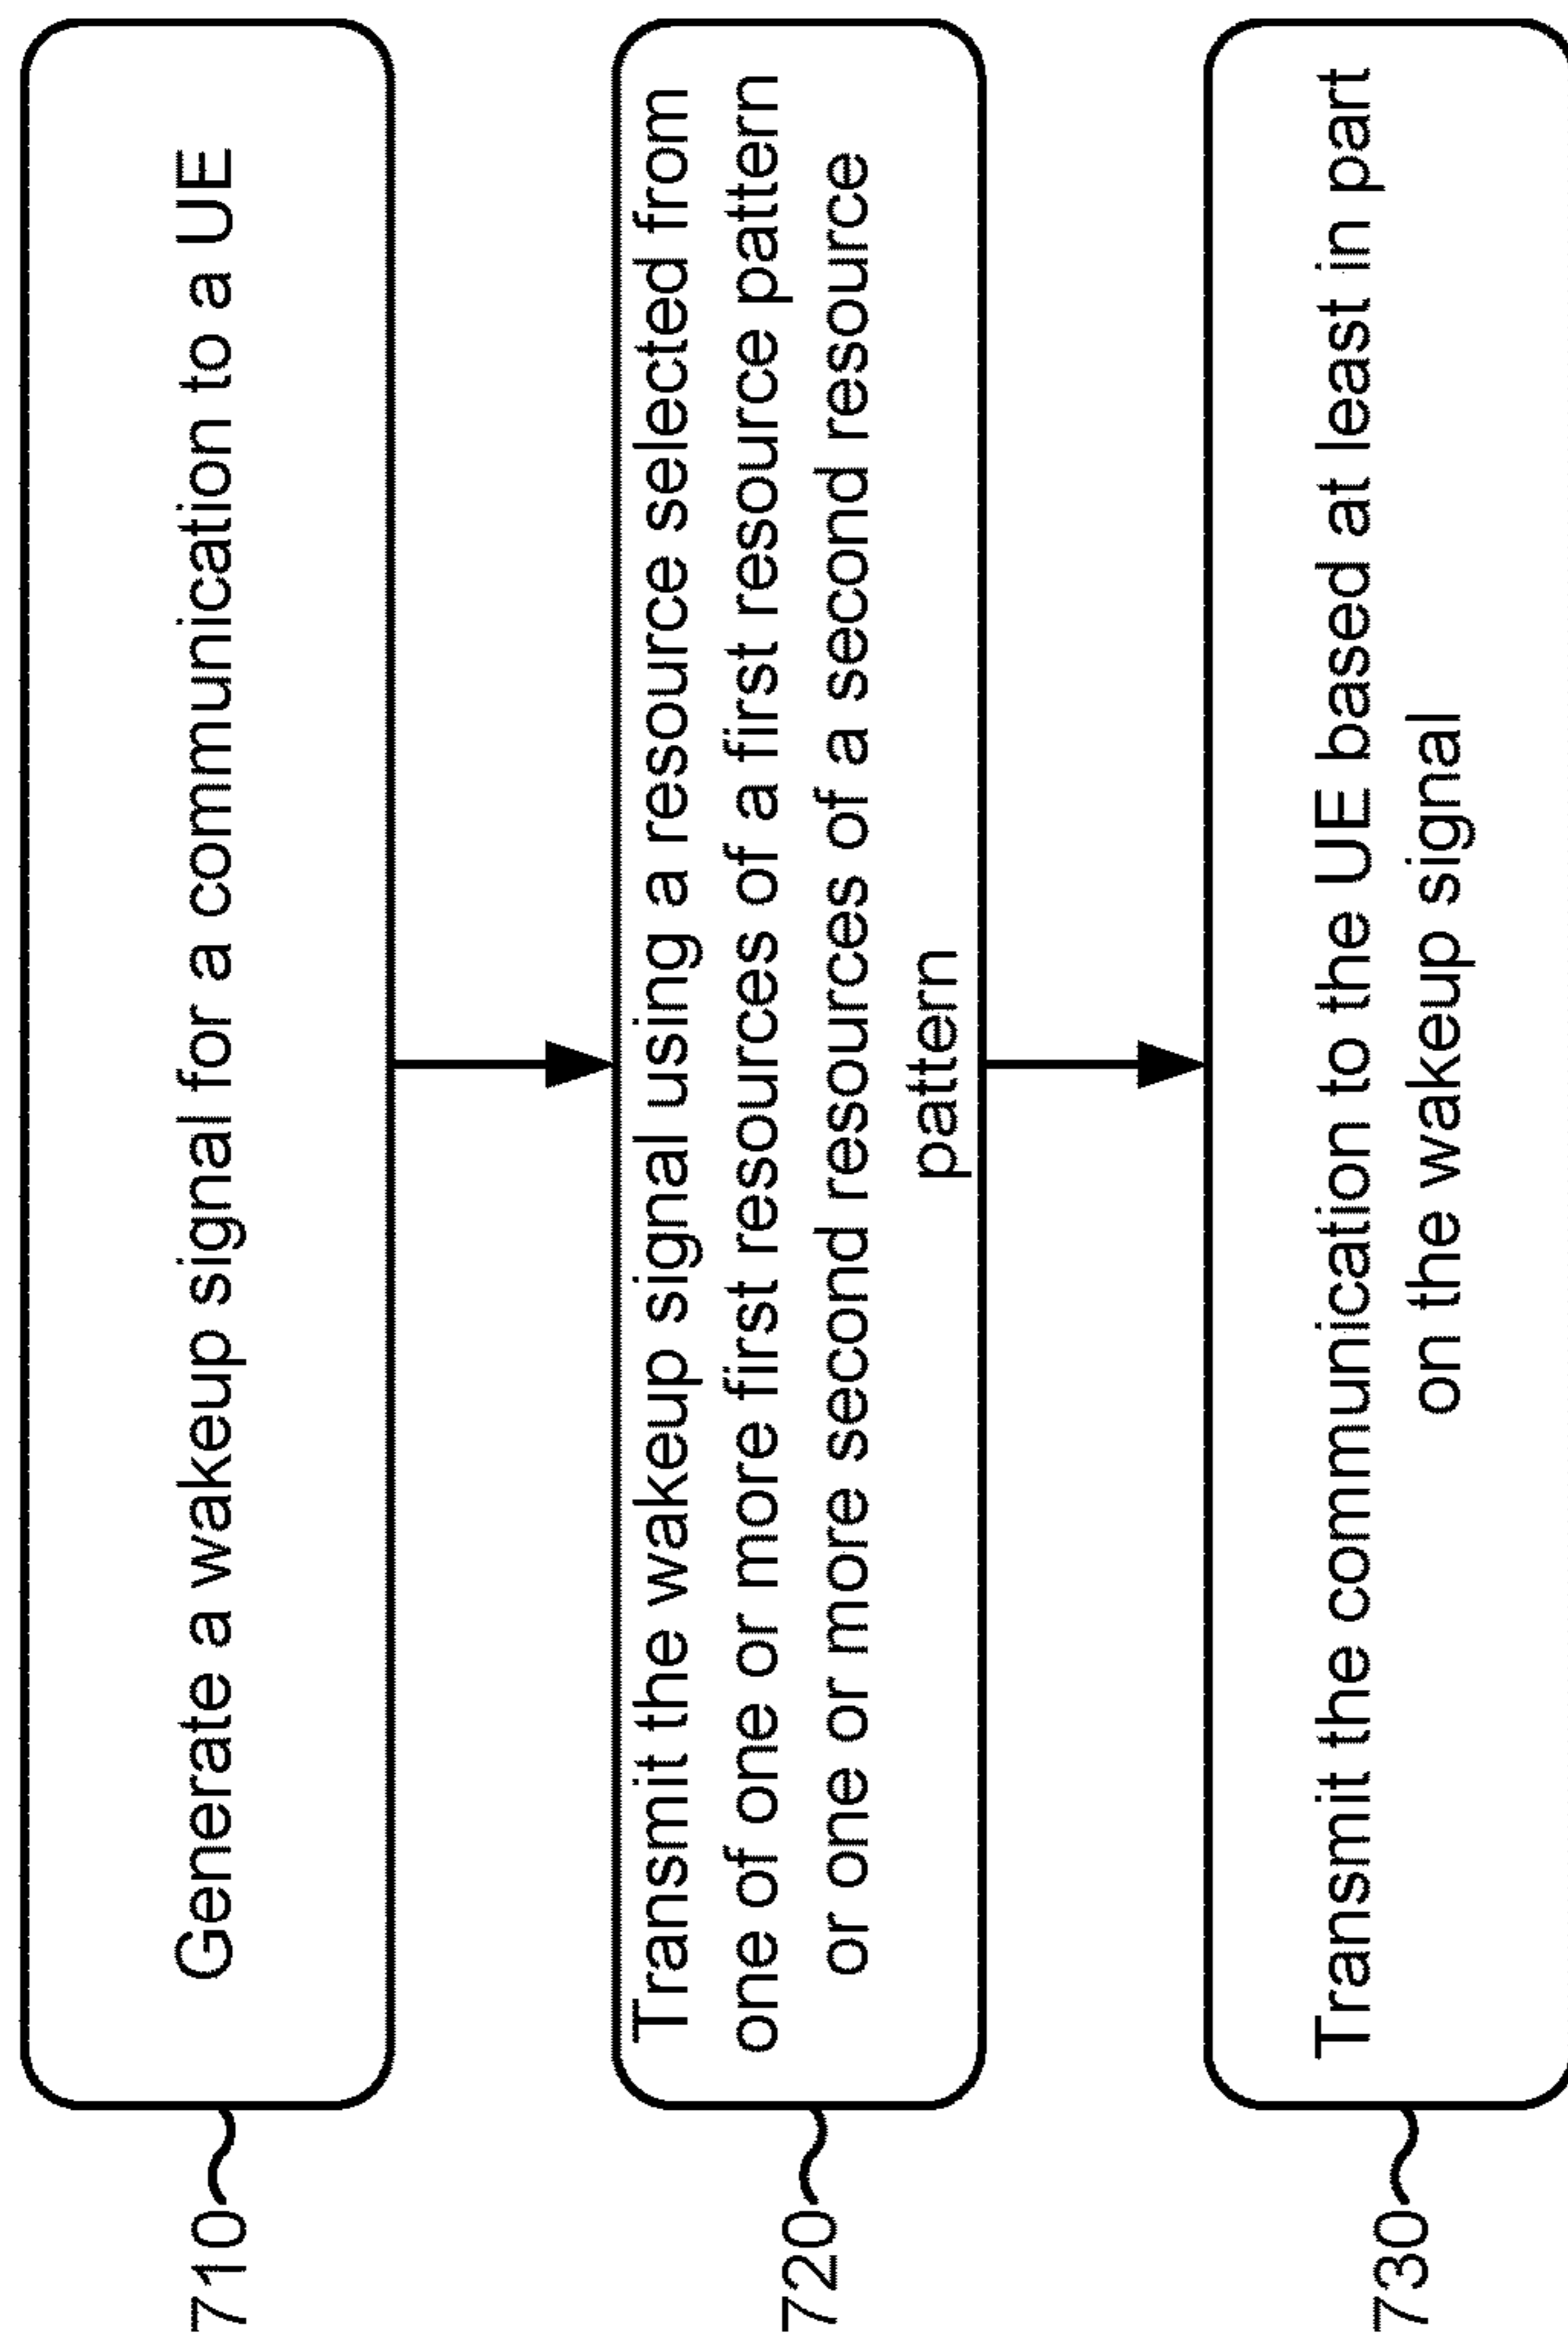 710
Generate a wakeup signal for a communication to a UE
720
Transmit the wakeup signal using a resource selected from
one of one or more first resources of a first resource pattern
or one or more second resources of a second resource
pattern
730
Transmit the communication to the UE based at least in part
on the wakeup signal